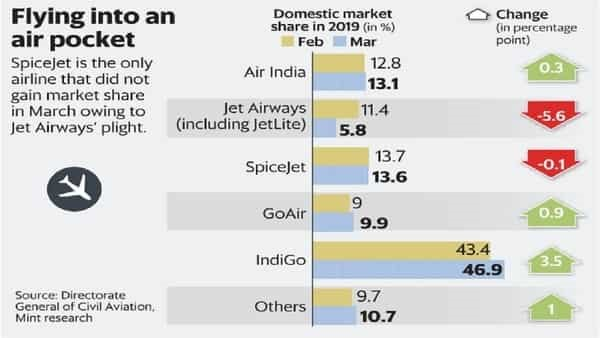 Flying into an
air pocket
SpiceJet is the only
airline that did not
gain market share
in March owing to
Jet Airways' plight.
Domestic market
share in 2019 (in %)
Feb Mar
Change
(in percentage
point)
Air India 12.8 0.3
13.1
Jet Airways 11.4 -5.6
(including JetLite) 5.8
SpiceJet 13.7 -0.1
13.6
GoAir 9 0.9
9.9
IndiGo 43.4 3.5
46.9
Others 9.7 1
10.7
Source: Directorate
General of Civil Aviation,
Mint research